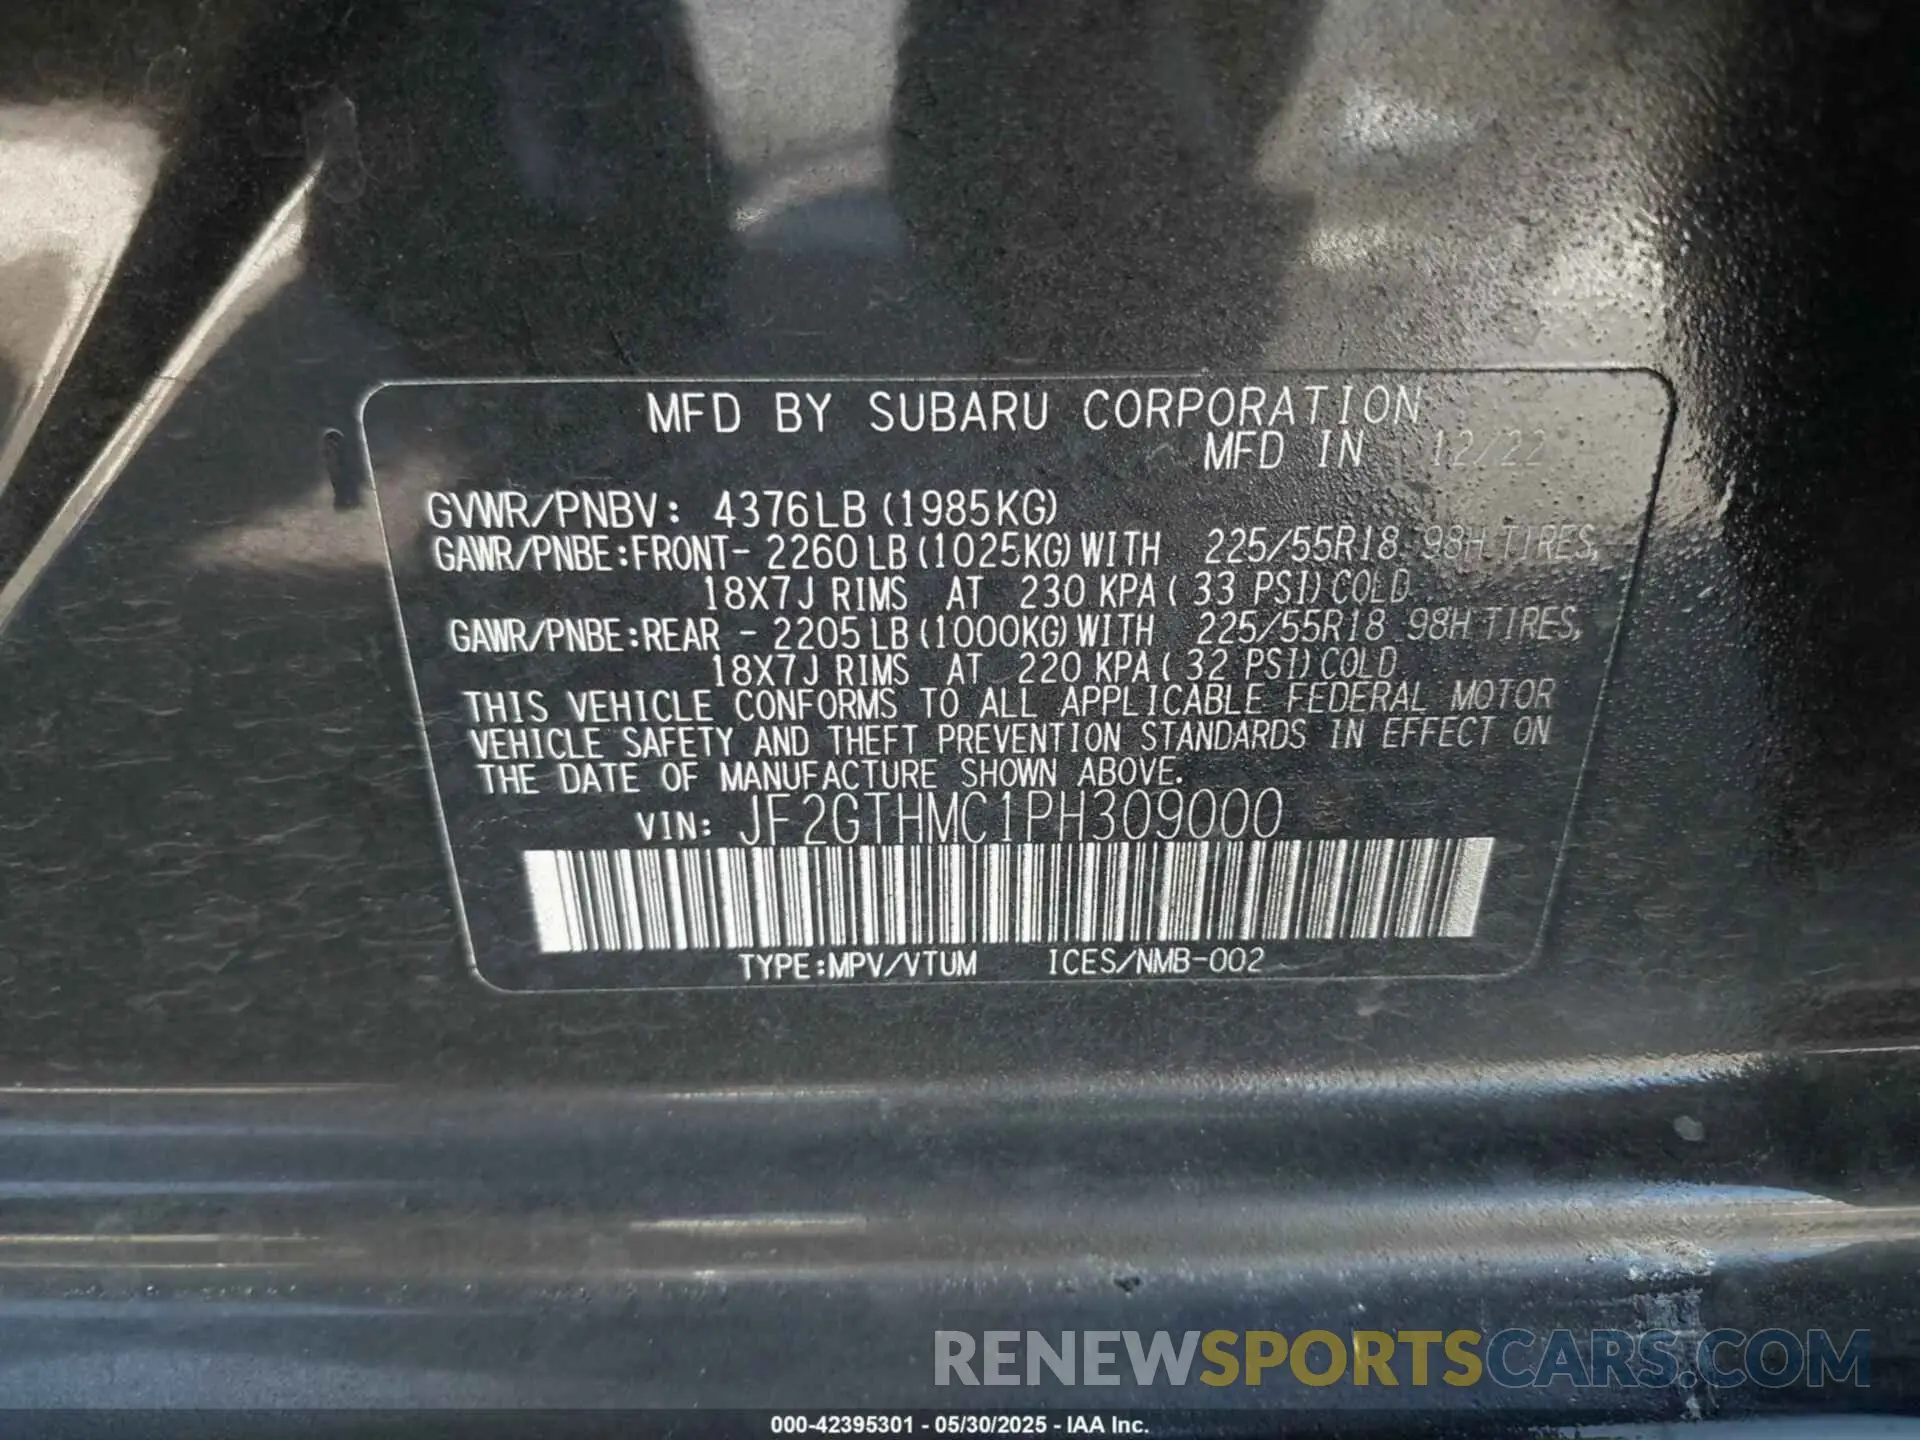 MFD BY SUBARU CORPORATION
MFD IN 12/22
GVWR/PNBV: 4376LB (1985KG)
GAWR/PNBE:FRONT- 2260 LB (1025KG) WITH 225/55R18 98H TIRES,
18X7J RIMS AT 230 KPA ( 33 PSI) COLD
GAWR/PNBE:REAR - 2205 LB (1000KG) WITH 225/55R18 98H TIRES,
18X7J RIMS AT 220 KPA ( 32 PSI) COLD
THIS VEHICLE CONFORMS TO ALL APPLICABLE FEDERAL MOTOR
VEHICLE SAFETY AND THEFT PREVENTION STANDARDS IN EFFECT ON
THE DATE OF MANUFACTURE SHOWN ABOVE.
VIN: JF2GTHMC1PH309000
TYPE:MPV/VTUM ICES/NMB-002
RENEWSPORTSCARS.COM
000-42395301 - 05/30/2025 - IAA Inc.